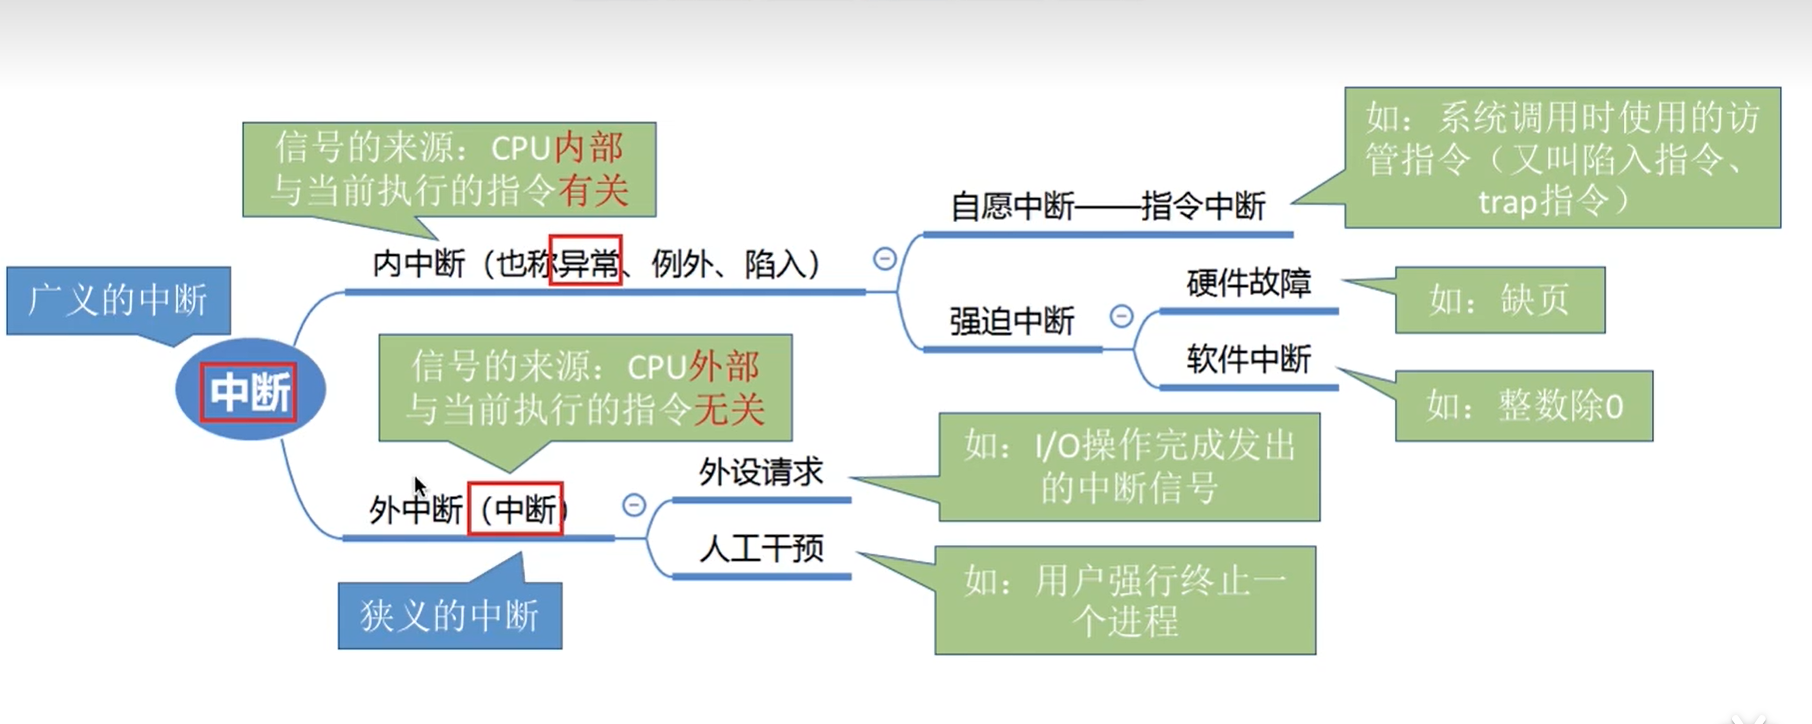 信号的来源：CPU内部
与当前执行的指令有关
如：系统调用时使用的访
管指令（又叫陷入指令、
trap指令）
自愿中断——指令中断
内中断（也称异常、例外、陷入）
广义的中断
硬件故障
如：缺页
强迫中断
软件中断
如：整数除0
中断
信号的来源：CPU外部
与当前执行的指令无关
外设请求
如：I/O操作完成发出
的中断信号
外中断（中断）
人工干预
如：用户强行终止一
个进程
狭义的中断